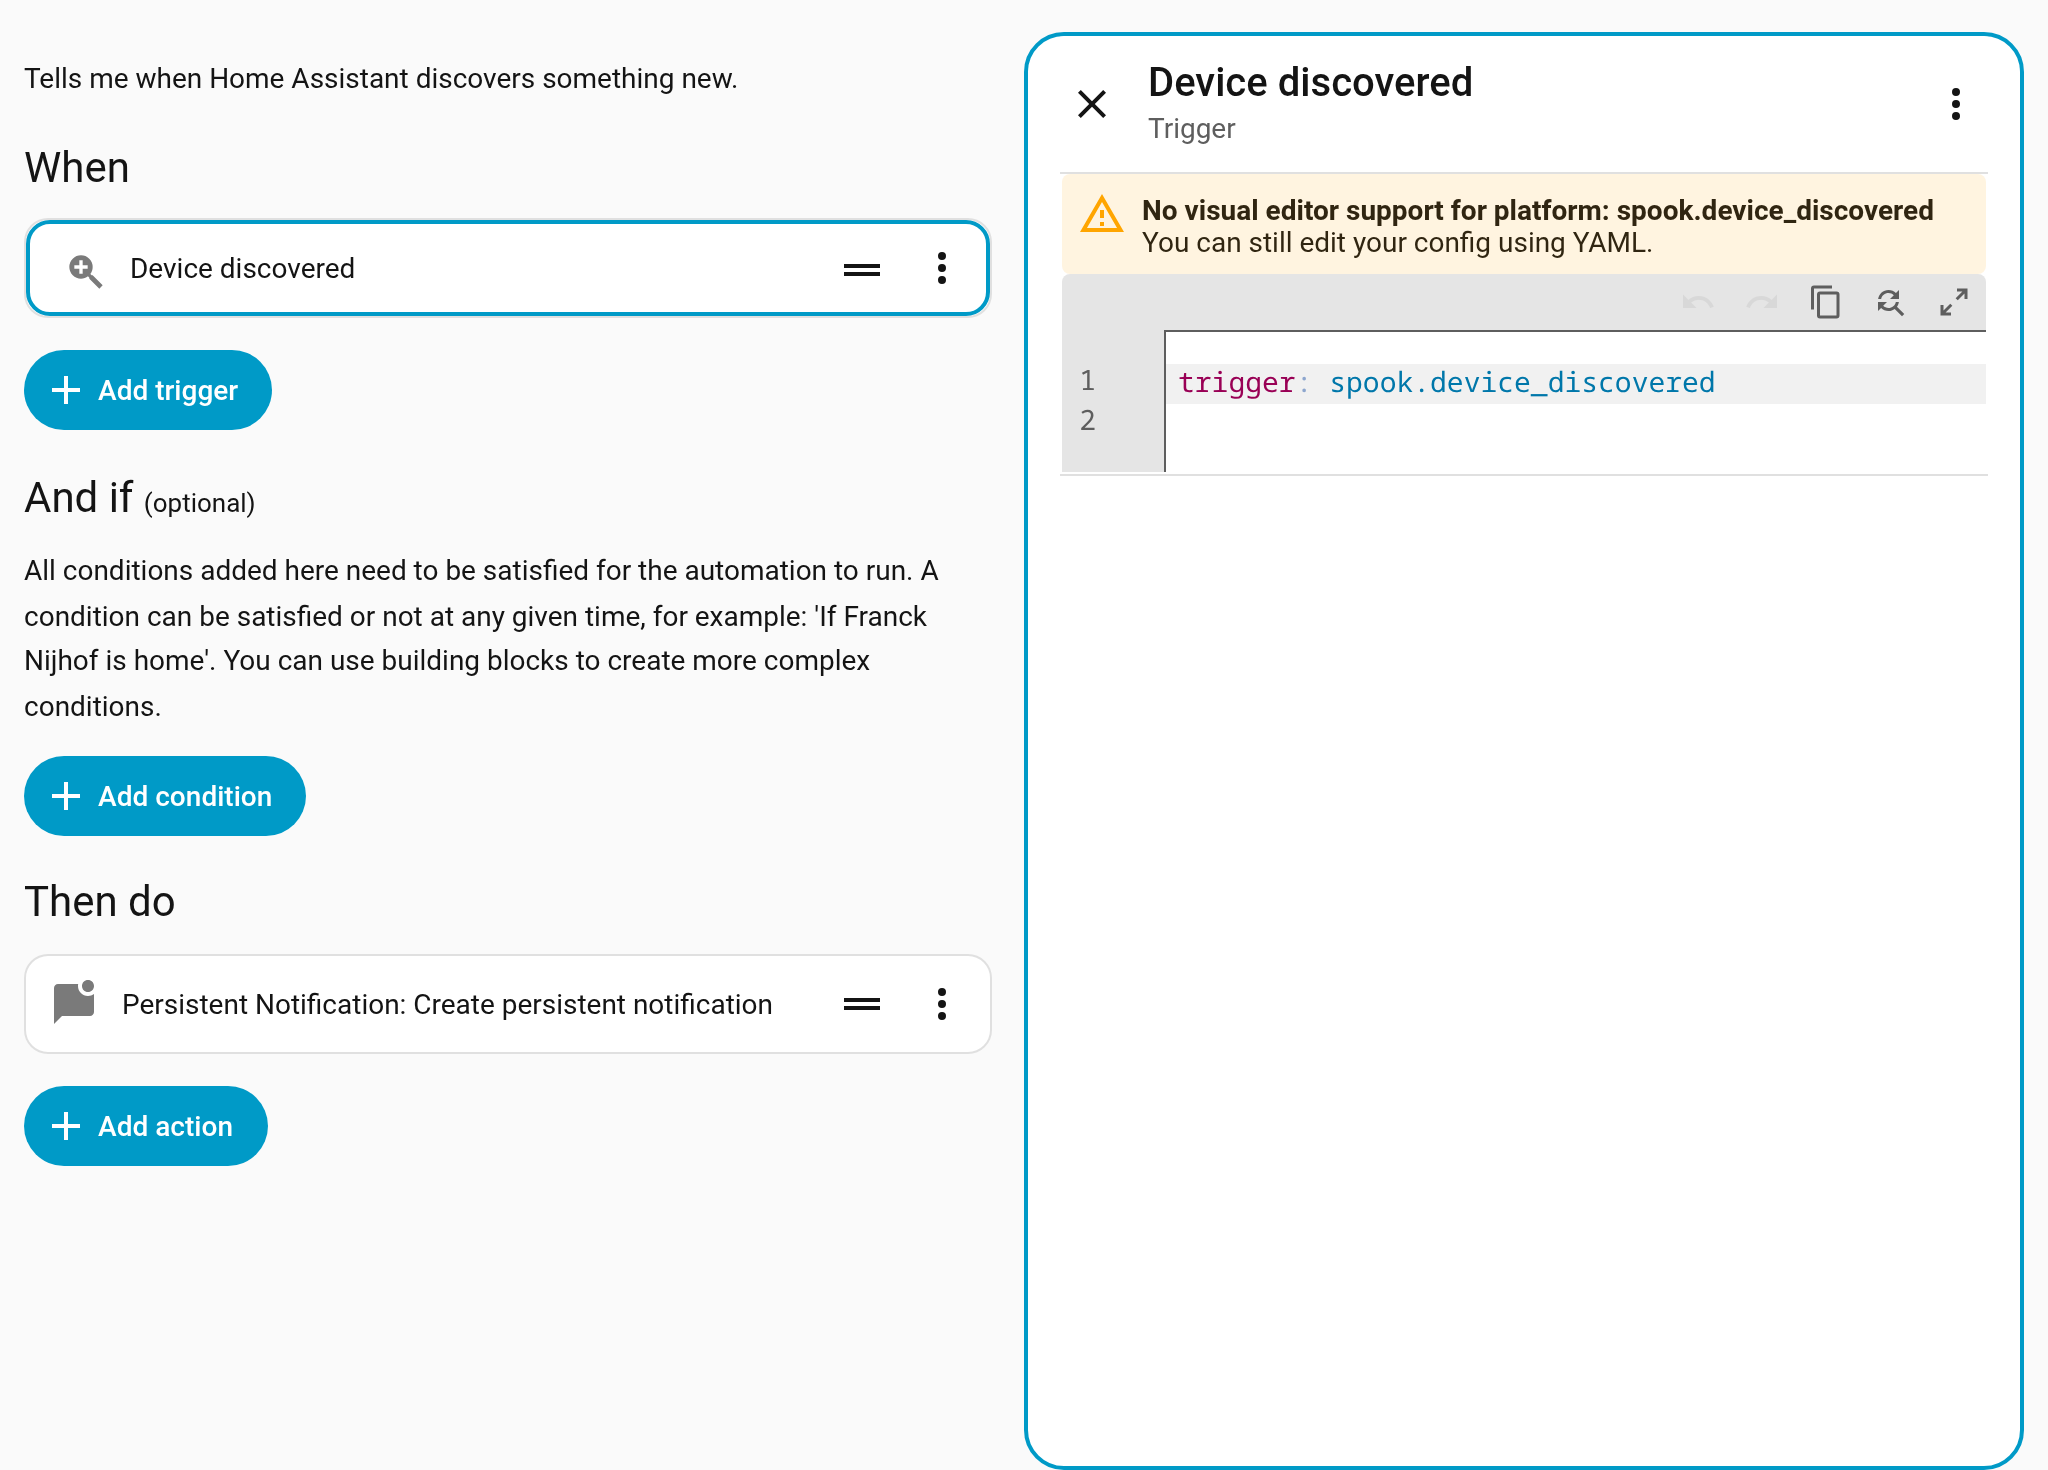 Tells me when Home Assistant discovers something new.
When
Device discovered
Add trigger
And if (optional)
All conditions added here need to be satisfied for the automation to run. A
condition can be satisfied or not at any given time, for example: 'If Franck
Nijhof is home'. You can use building blocks to create more complex
conditions.
Add condition
Then do
Persistent Notification: Create persistent notification
Add action
Device discovered
Trigger
No visual editor support for platform: spook.device_discovered
You can still edit your config using YAML.
1 trigger: spook.device_discovered
2